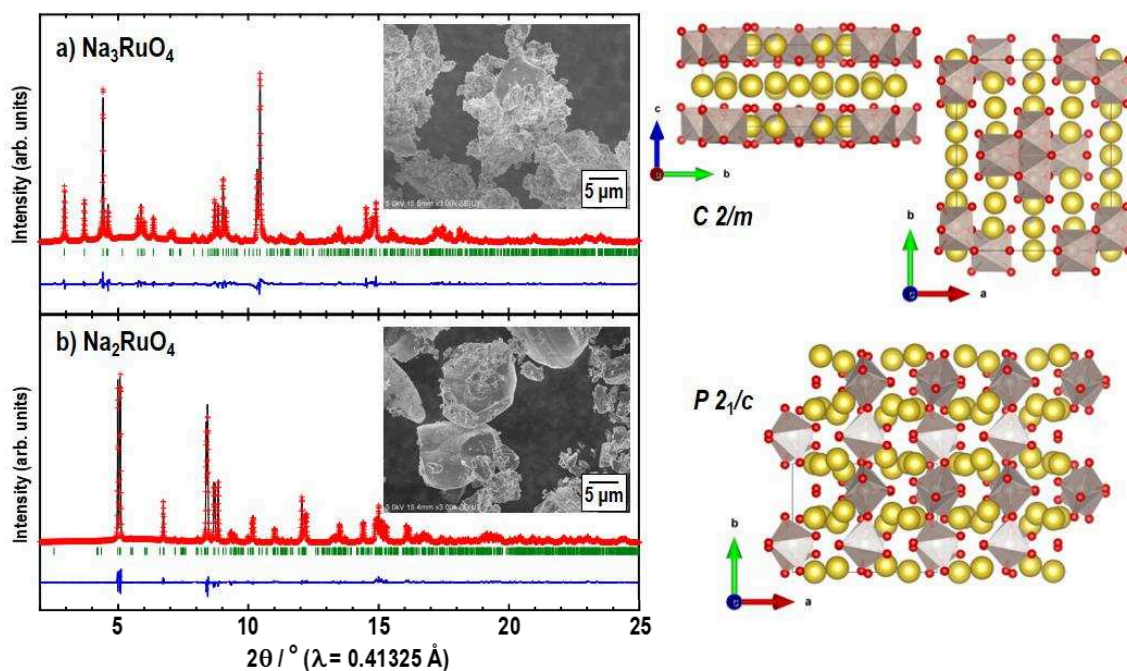 a) Na₃RuO₄
5 µm
Intensity (arb. units)
b) Na₂RuO₄
5 µm
Intensity (arb. units)
5 10 15 20 25
2θ / ° (λ = 0.41325 Å)
c
b
C 2/m
b
a
P 2₁/c
b
a